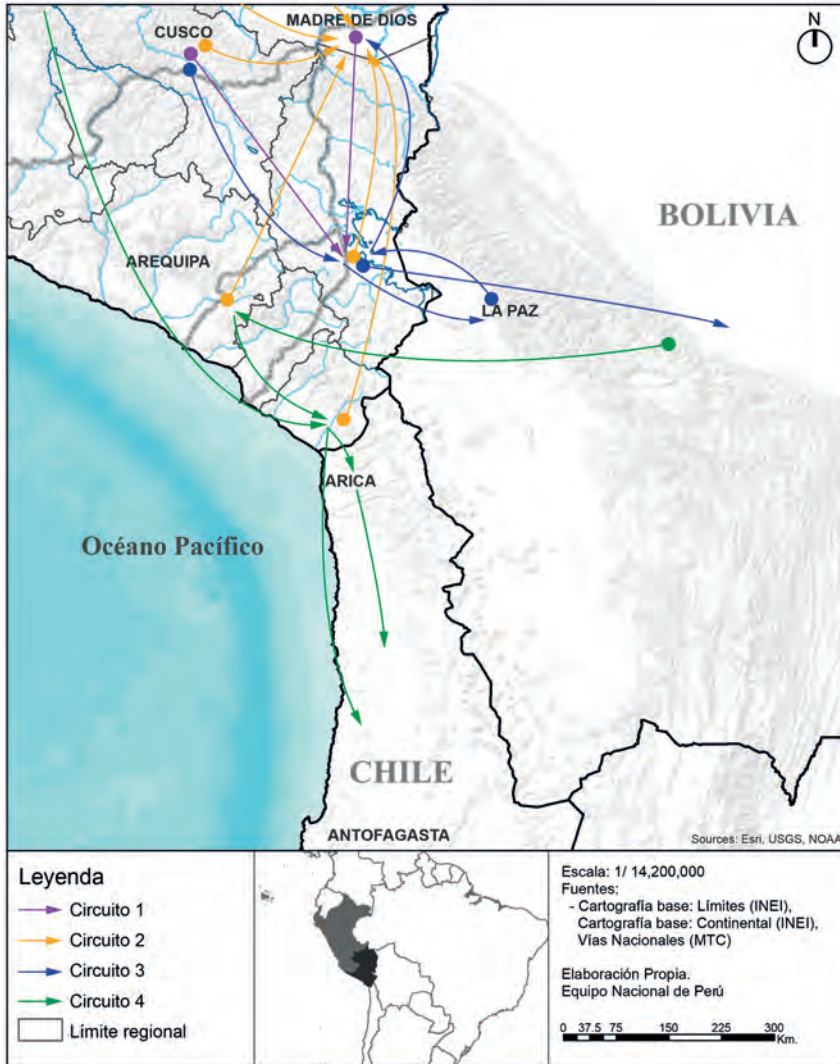 MADRE DE DIOS
CUSCO
N
BOLIVIA
AREQUIPA
LA PAZ
ARICA
Océano Pacífico
CHILE
ANTOFAGASTA
Sources: Esri, USGS, NOAA
Leyenda
Circuito 1
Circuito 2
Circuito 3
Circuito 4
Límite regional
Escala: 1/ 14,200,000
Fuentes:
- Cartografía base: Límites (INEI),
Cartografía base: Continental (INEI),
Vías Nacionales (MTC)
Elaboración Propia.
Equipo Nacional de Perú
0 37.5 75 150 225 300
Km.